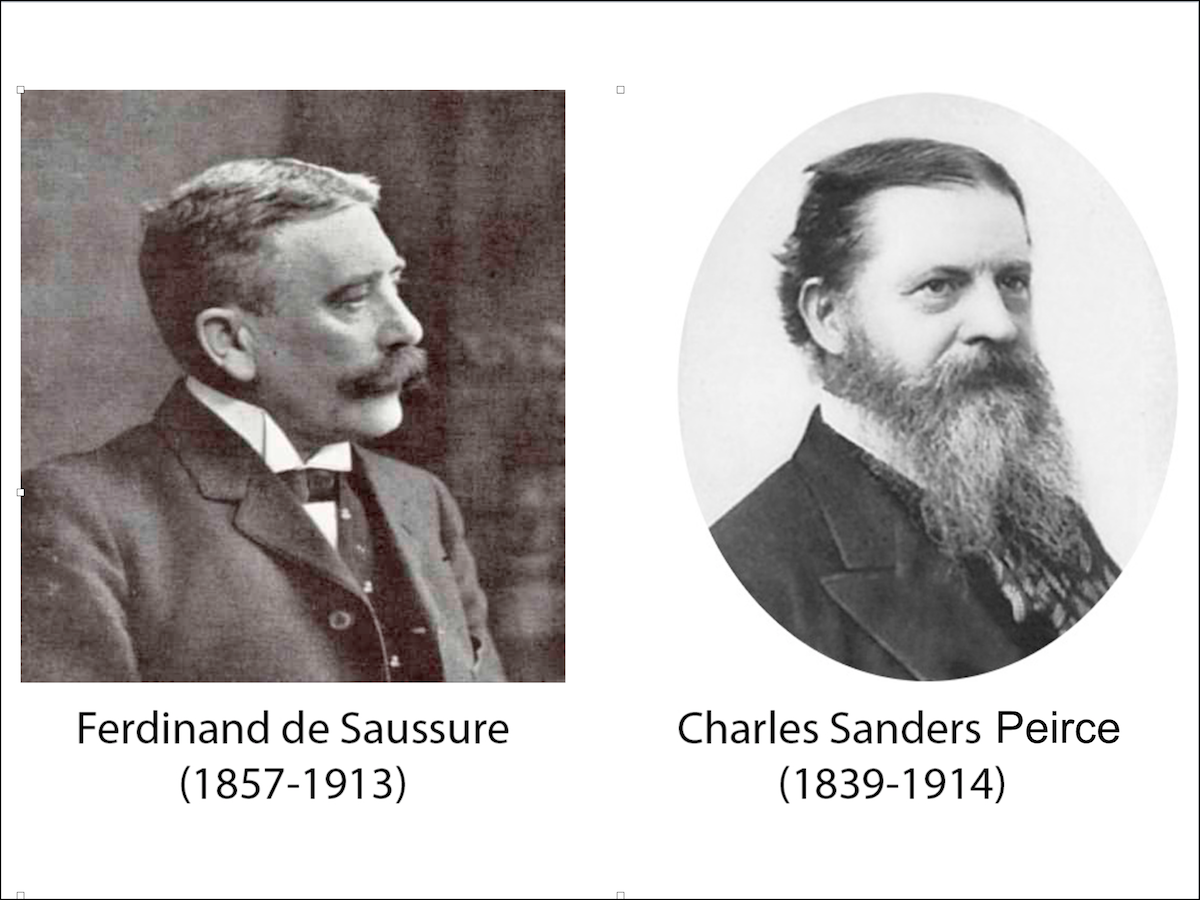 Ferdinand de Saussure
(1857-1913)
Charles Sanders Peirce
(1839-1914)